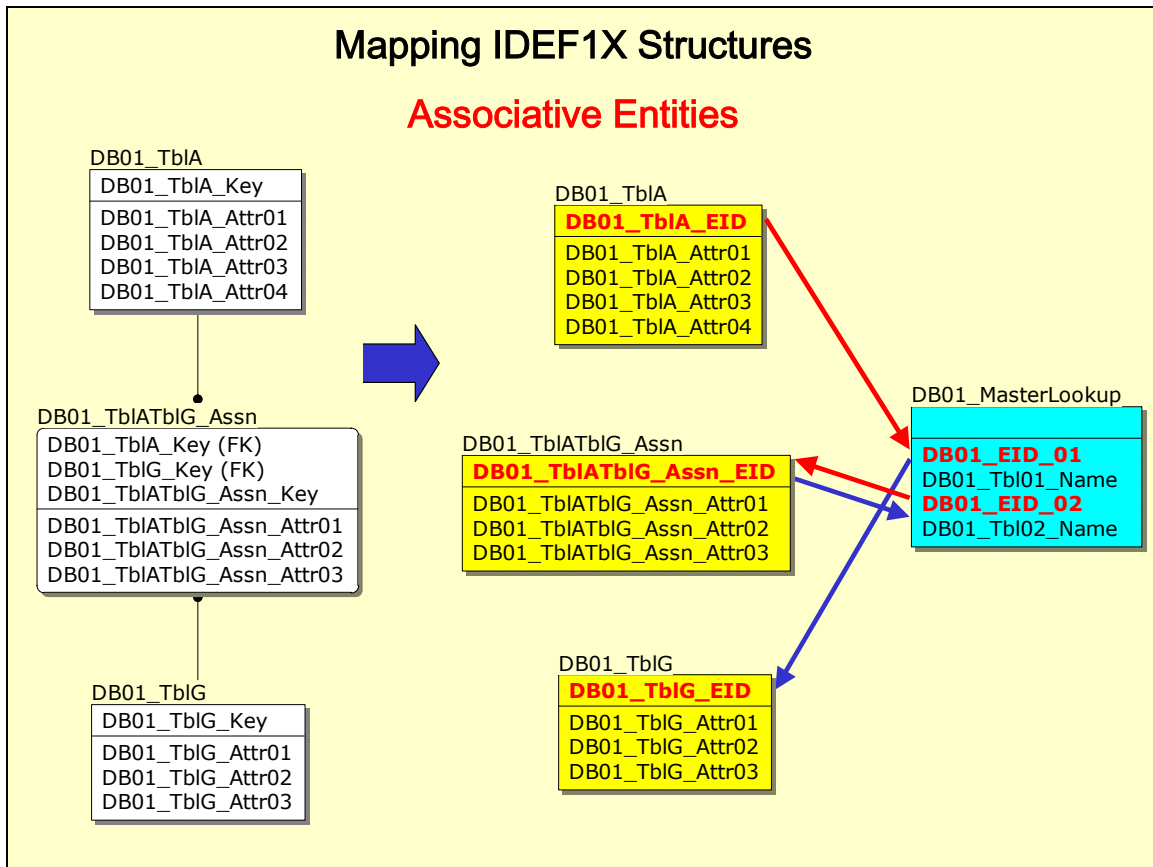 Mapping IDEF1X Structures
Associative Entities
DB01_TblA
DB01_TblA_Key
DB01_TblA_Attr01
DB01_TblA_Attr02
DB01_TblA_Attr03
DB01_TblA_Attr04
DB01_TblATblG_Assn
DB01_TblA_Key (FK)
DB01_TblG_Key (FK)
DB01_TblATblG_Assn_Key
DB01_TblATblG_Assn_Attr01
DB01_TblATblG_Assn_Attr02
DB01_TblATblG_Assn_Attr03
DB01_TblG
DB01_TblG_Key
DB01_TblG_Attr01
DB01_TblG_Attr02
DB01_TblG_Attr03
DB01_TblA
DB01_TblA_EID
DB01_TblA_Attr01
DB01_TblA_Attr02
DB01_TblA_Attr03
DB01_TblA_Attr04
DB01_TblATblG_Assn
DB01_TblATblG_Assn_EID
DB01_TblATblG_Assn_Attr01
DB01_TblATblG_Assn_Attr02
DB01_TblATblG_Assn_Attr03
DB01_TblG
DB01_TblG_EID
DB01_TblG_Attr01
DB01_TblG_Attr02
DB01_TblG_Attr03
DB01_MasterLookup
DB01_EID_01
DB01_Tbl01_Name
DB01_EID_02
DB01_Tbl02_Name